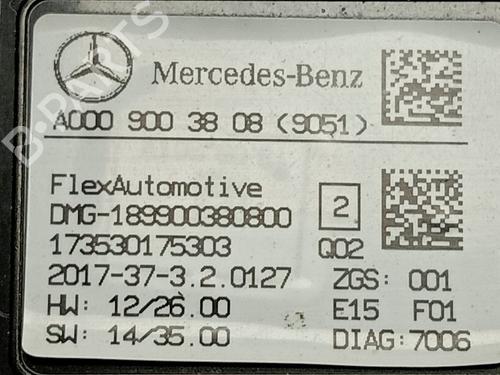 Mercedes-Benz
A000 900 38 08 (9051)
FlexAutomotive
DMG-189900380800
2
173530175303
Q02
2017-37-3.2.0127
ZGS: 001
HW: 12/26.00
E15 F01
SW: 14/35.00
DIAG:7006
B-PARTS